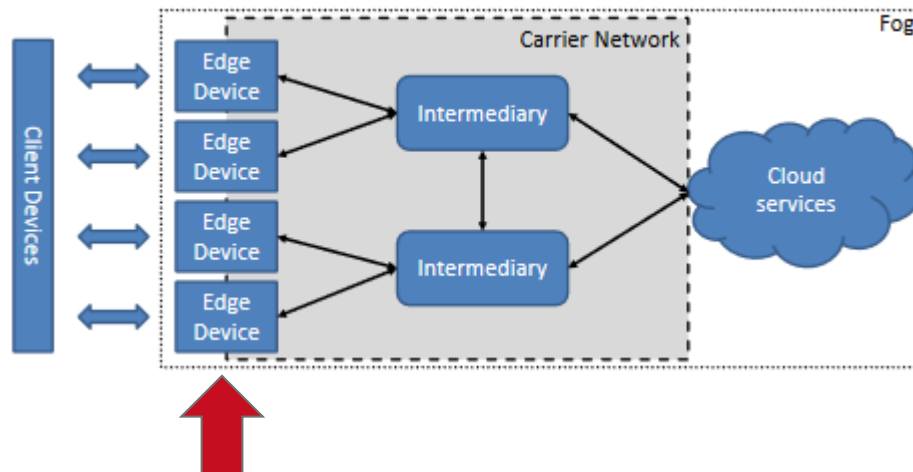 Fog
Carrier Network
Client Devices
Edge
Device
Edge
Device
Edge
Device
Edge
Device
Intermediary
Intermediary
Cloud
services